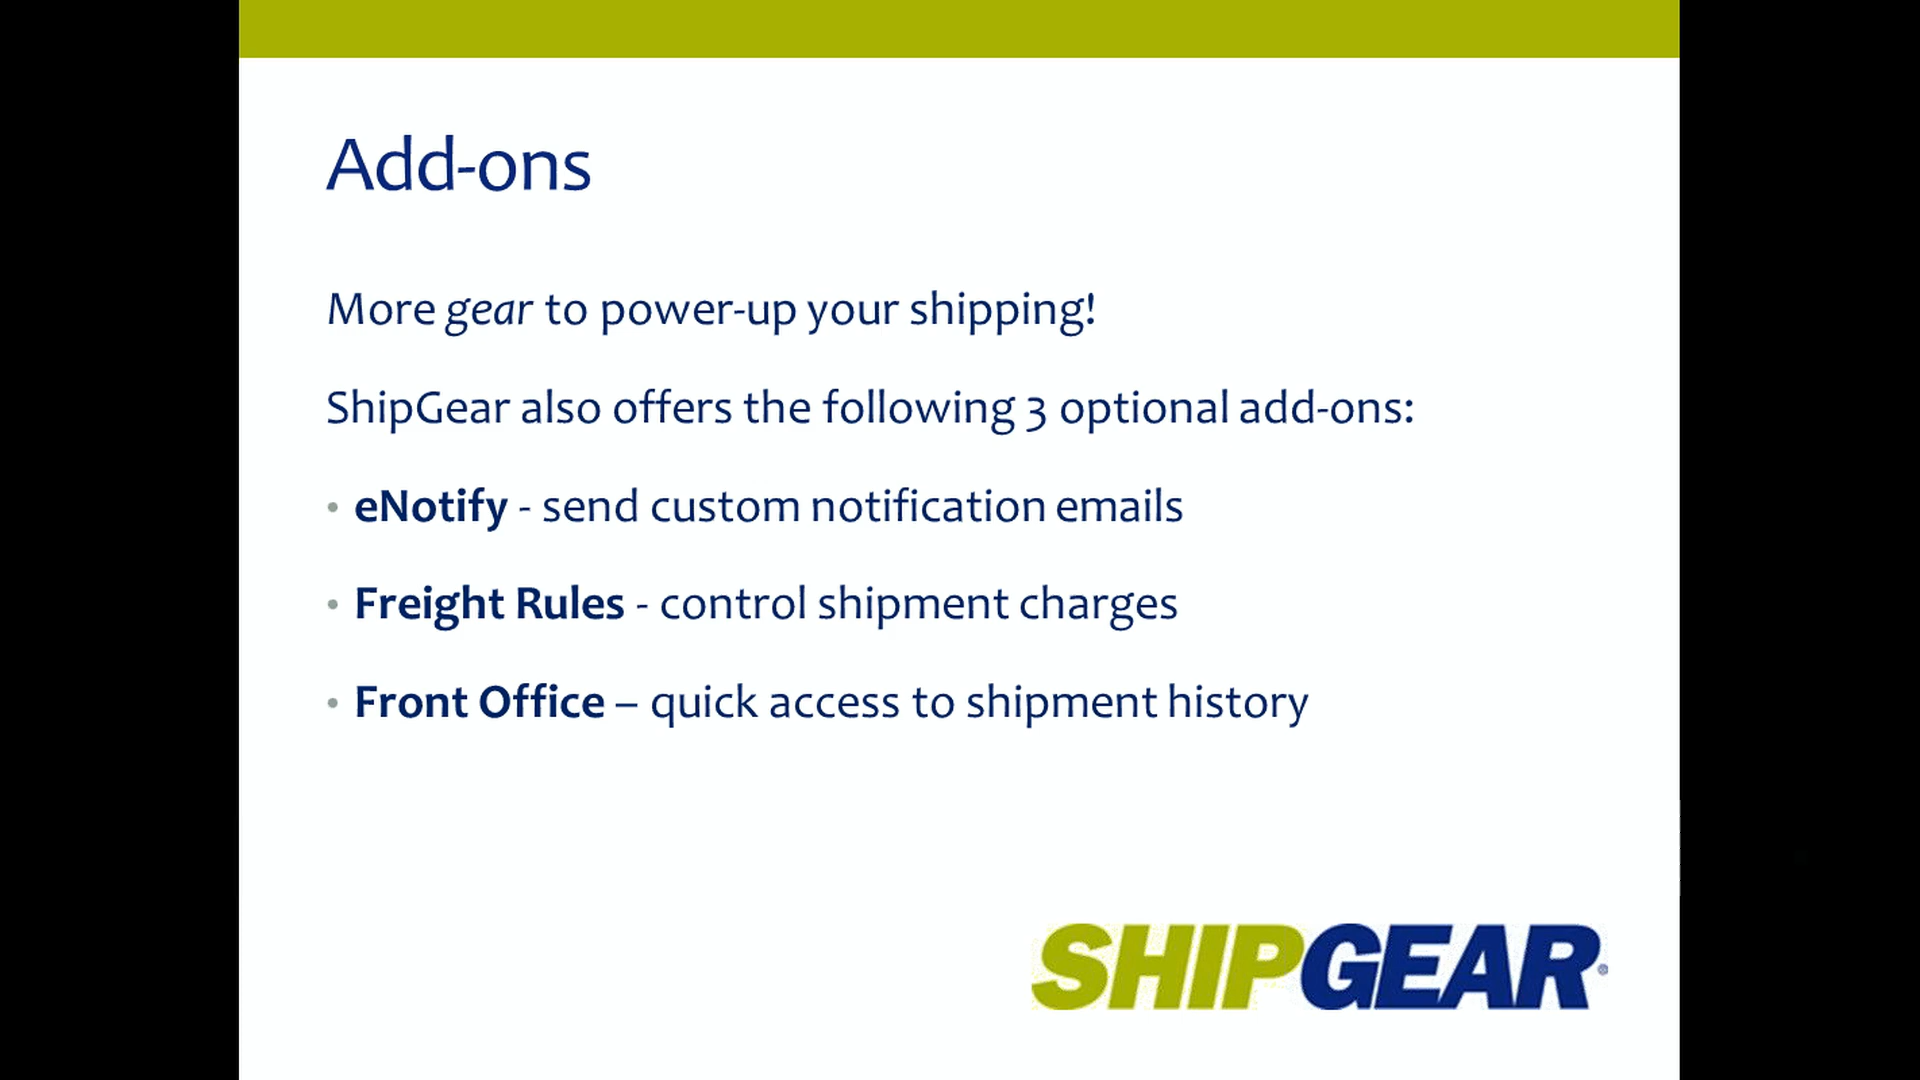 Add-ons
More gear to power-up your shipping!
ShipGear also offers the following 3 optional add-ons:
• eNotify - send custom notification emails
• Freight Rules - control shipment charges
• Front Office – quick access to shipment history
SHIPGEAR®